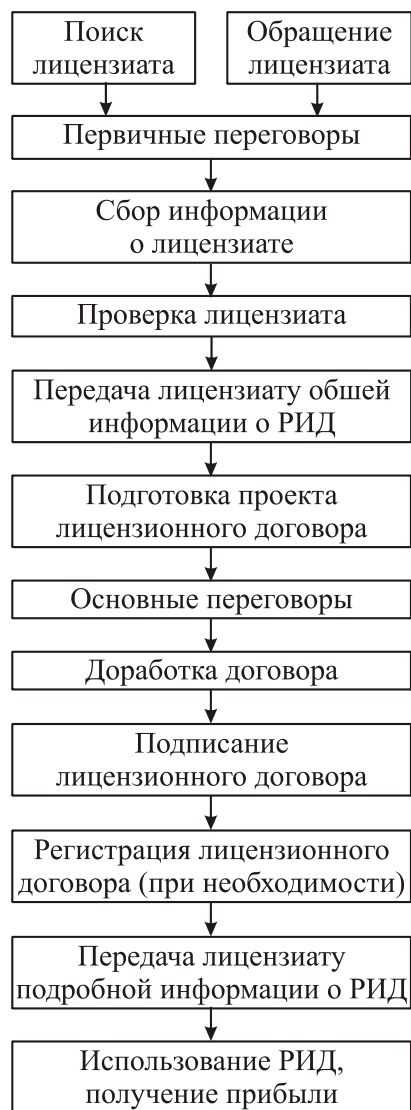 Поиск
лицензиата
Обращение
лицензиата
Первичные переговоры
Сбор информации
о лицензиате
Проверка лицензиата
Передача лицензиату обшей
информации о РИД
Подготовка проекта
лицензионного договора
Основные переговоры
Доработка договора
Подписание
лицензионного договора
Регистрация лицензионного
договора (при необходимости)
Передача лицензиату
подробной информации о РИД
Использование РИД,
получение прибыли